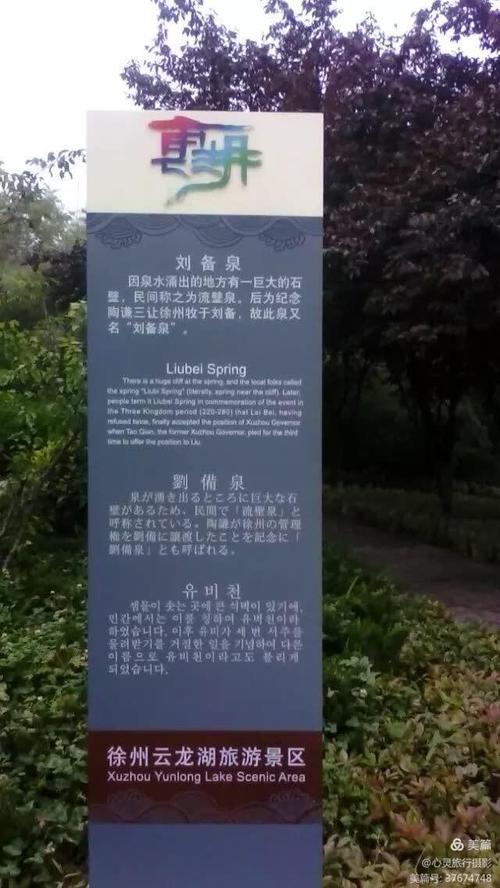 刘备泉
因泉水涌出的地方有一巨大的石
壁，民间称之为流璧泉。后为纪念
陶谦三让徐州牧于刘备，故此泉又
名“刘备泉”。
Liubei Spring
There is a huge cliff at the spring, and the local folks called
the spring "Liubi Spring" (literally, spring near the cliff). Later,
people term it Liubei Spring in commemoration of the event in
the Three Kingdom period (220-280) that Lei Bei, having
refused twice, finally accepted the position of Xuzhou Governor
when Tao Qian, the former Xuzhou Governor, pled for the third
time to offer the position to Liu.
劉備泉
泉が湧き出るところに巨大な石
壁があるため、民間で「流壁泉」と
呼称されている。陶謙が徐州の管理
権を劉備に譲渡したことを記念に「
劉備泉」とも呼ばれる。
유비천
샘물이 솟는 곳에 큰 석벽이 있기에,
민간에서는 이를 칭하여 유벽천이라
하였습니다. 이후 유비가 세 번 서주를
물려받기를 거절한 일을 기념하여 다른
이름으로 유비천이라고도 불리게
되었습니다.
徐州云龙湖旅游景区
Xuzhou Yunlong Lake Scenic Area
美篇
@心灵旅行摄影
美篇号: 37674748